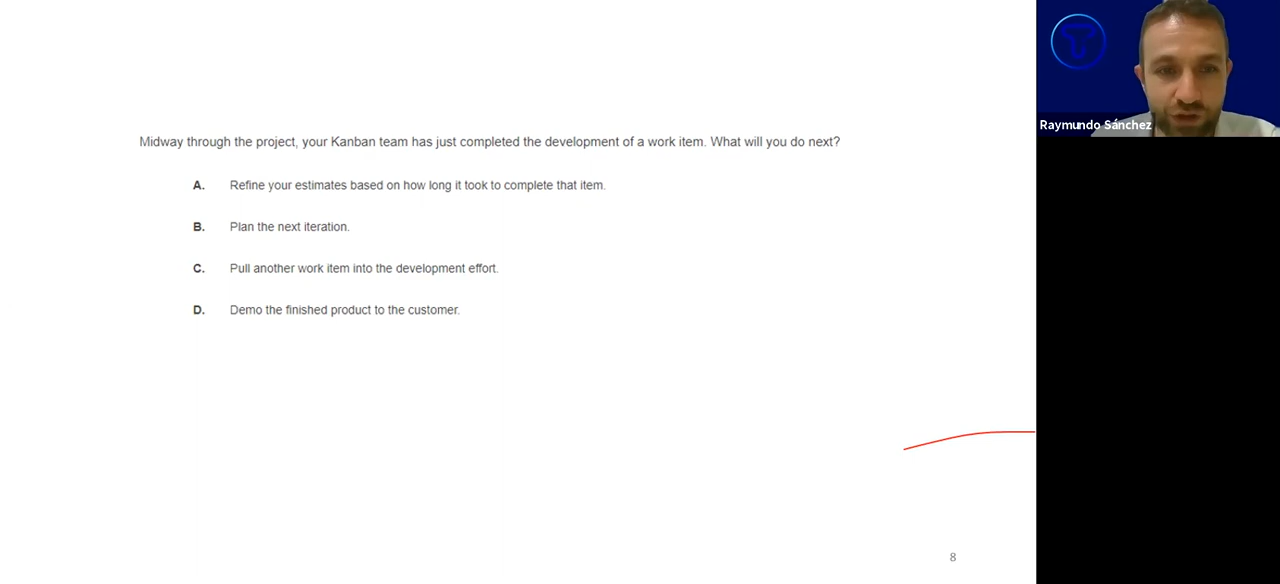 Midway through the project, your Kanban team has just completed the development of a work item. What will you do next?
A. Refine your estimates based on how long it took to complete that item.
B. Plan the next iteration.
C. Pull another work item into the development effort.
D. Demo the finished product to the customer.
8
Raymundo Sánchez